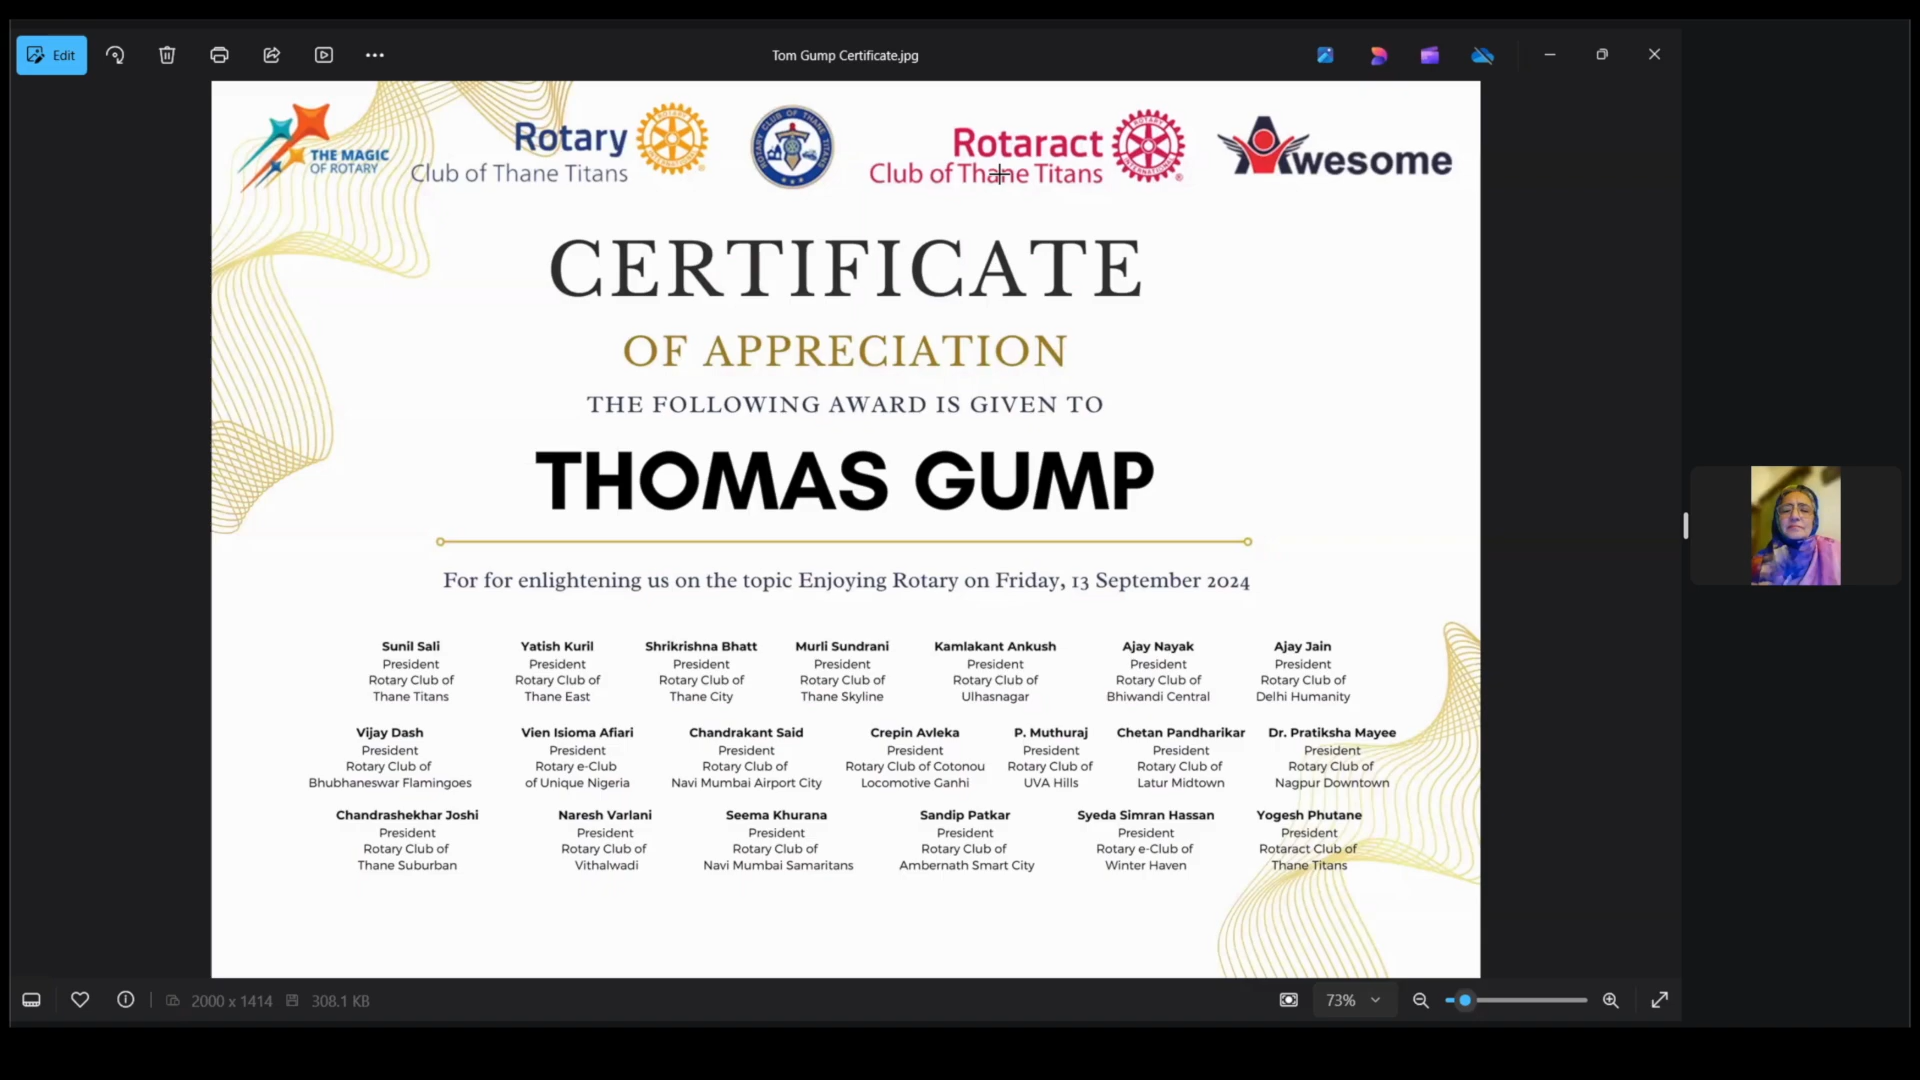 Edit
Tom Gump Certificate.jpg
THE MAGIC
OF ROTARY
Rotary
Club of Thane Titans
ROTARY INTERNATIONAL
ROTARY CLUB OF THANE TITANS
Rotaract
Club of Thane Titans
ROTARY INTERNATIONAL
Awesome
CERTIFICATE
OF APPRECIATION
THE FOLLOWING AWARD IS GIVEN TO
THOMAS GUMP
For for enlightening us on the topic Enjoying Rotary on Friday, 13 September 2024
Sunil Sali
President
Rotary Club of
Thane Titans
Yatish Kuril
President
Rotary Club of
Thane East
Shrikrishna Bhatt
President
Rotary Club of
Thane City
Murli Sundrani
President
Rotary Club of
Thane Skyline
Kamlakant Ankush
President
Rotary Club of
Ulhasnagar
Ajay Nayak
President
Rotary Club of
Bhiwandi Central
Ajay Jain
President
Rotary Club of
Delhi Humanity
Vijay Dash
President
Rotary Club of
Bhubhaneswar Flamingoes
Vien Isioma Afiari
President
Rotary e-Club
of Unique Nigeria
Chandrakant Said
President
Rotary Club of
Navi Mumbai Airport City
Crepin Avleka
President
Rotary Club of Cotonou
Locomotive Ganhi
P. Muthuraj
President
Rotary Club of
UVA Hills
Chetan Pandharikar
President
Rotary Club of
Latur Midtown
Dr. Pratiksha Mayee
President
Rotary Club of
Nagpur Downtown
Chandrashekhar Joshi
President
Rotary Club of
Thane Suburban
Naresh Varlani
President
Rotary Club of
Vithalwadi
Seema Khurana
President
Rotary Club of
Navi Mumbai Samaritans
Sandip Patkar
President
Rotary Club of
Ambernath Smart City
Syeda Simran Hassan
President
Rotary e-Club of
Winter Haven
Yogesh Phutane
President
Rotaract Club of
Thane Titans
2000 x 1414
308.1 KB
73%